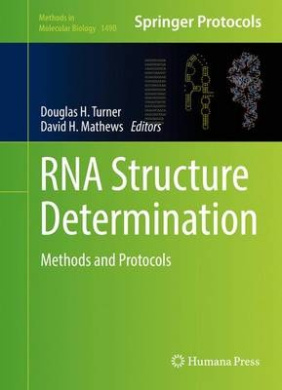 Methods in
Molecular Biology 1490
Springer Protocols
Douglas H. Turner
David H. Mathews Editors
RNA Structure
Determination
Methods and Protocols
Humana Press